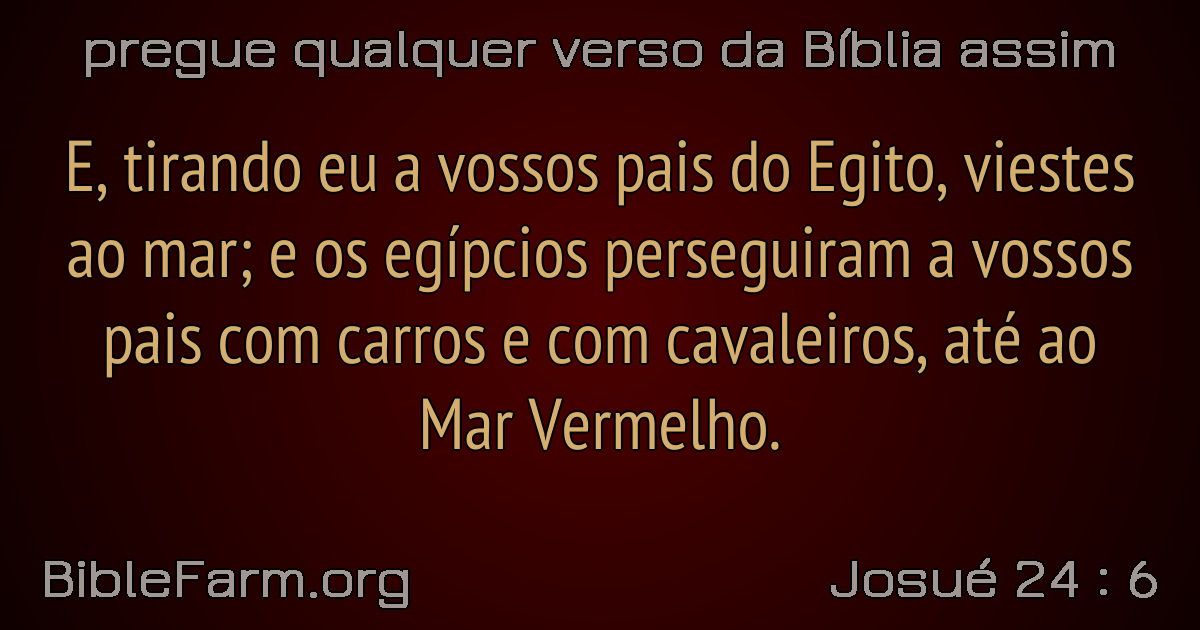 pregue qualquer verso da Bíblia assim
E, tirando eu a vossos pais do Egito, viestes
ao mar; e os egípcios perseguiram a vossos
pais com carros e com cavaleiros, até ao
Mar Vermelho.
BibleFarm.org
Josué 24 : 6